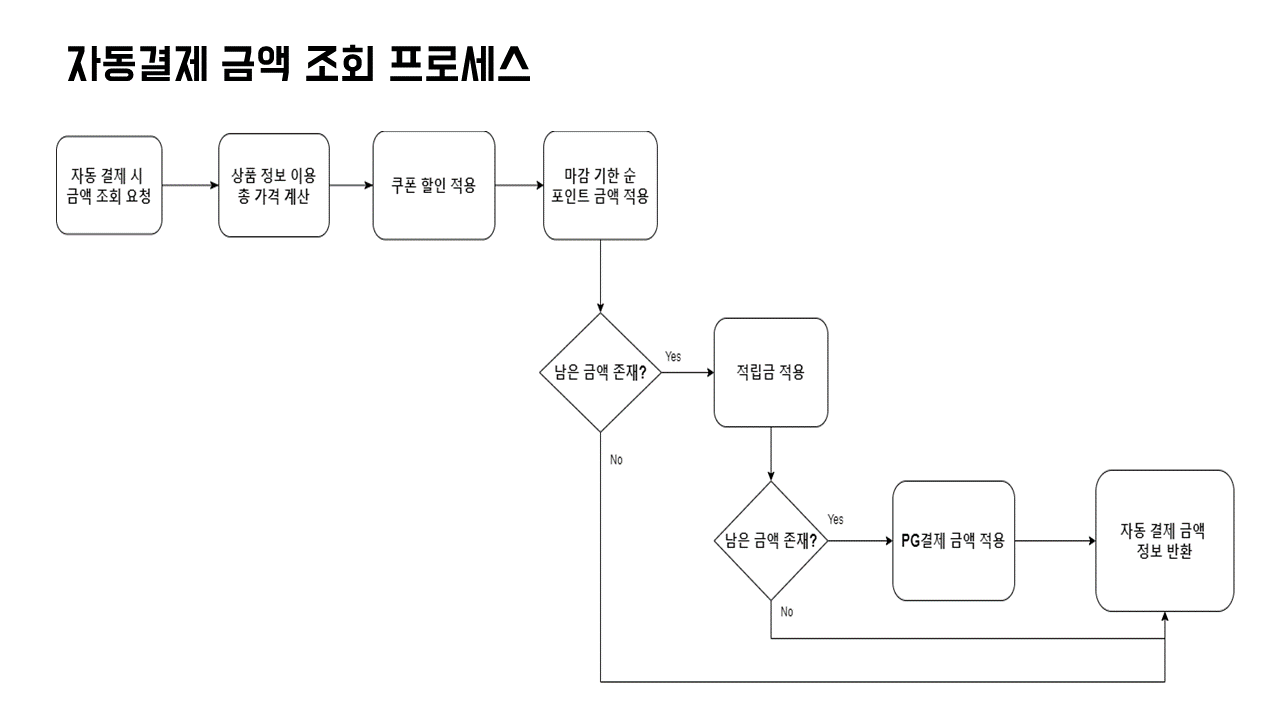 자동결제 금액 조회 프로세스
자동 결제 시
금액 조회 요청
상품 정보 이용
총 가격 계산
쿠폰 할인 적용
마감 기한 순
포인트 금액 적용
남은 금액 존재?
Yes
적립금 적용
No
남은 금액 존재?
Yes
PG결제 금액 적용
자동 결제 금액
정보 반환
No